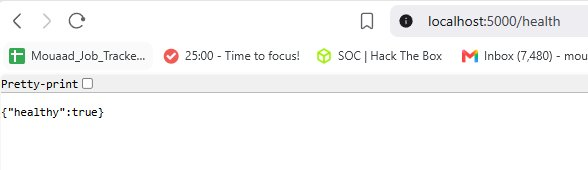 localhost:5000/health
Mouaad_Job_Tracke... 25:00 - Time to focus! SOC | Hack The Box Inbox (7,480) - mou
Pretty-print
{"healthy":true}